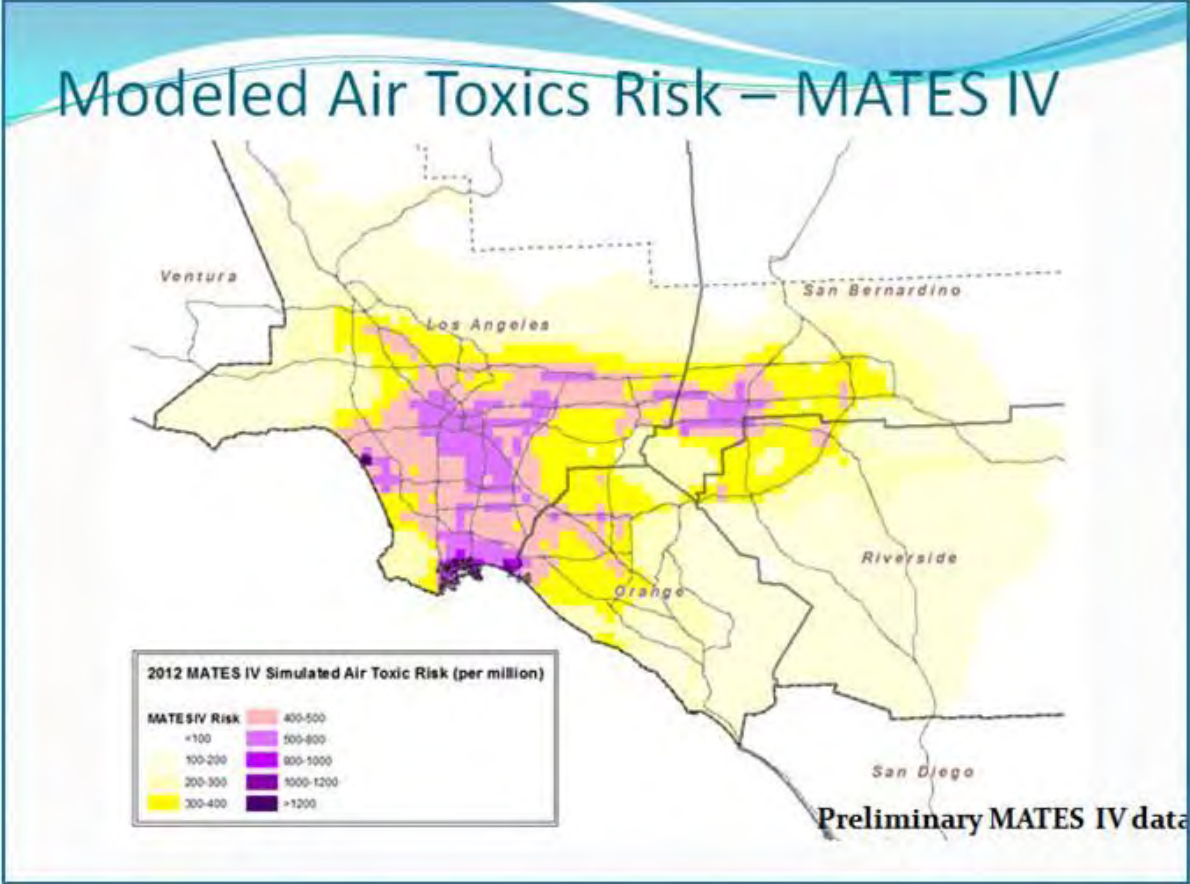 Modeled Air Toxics Risk – MATES IV
Ventura
San Bernardino
Los Angeles
Riverside
Orange
San Diego
2012 MATES IV Simulated Air Toxic Risk (per million)
MATESIV Risk
<100
100-200
200-300
300-400
400-500
500-800
800-1000
1000-1200
>1200
Preliminary MATES IV data